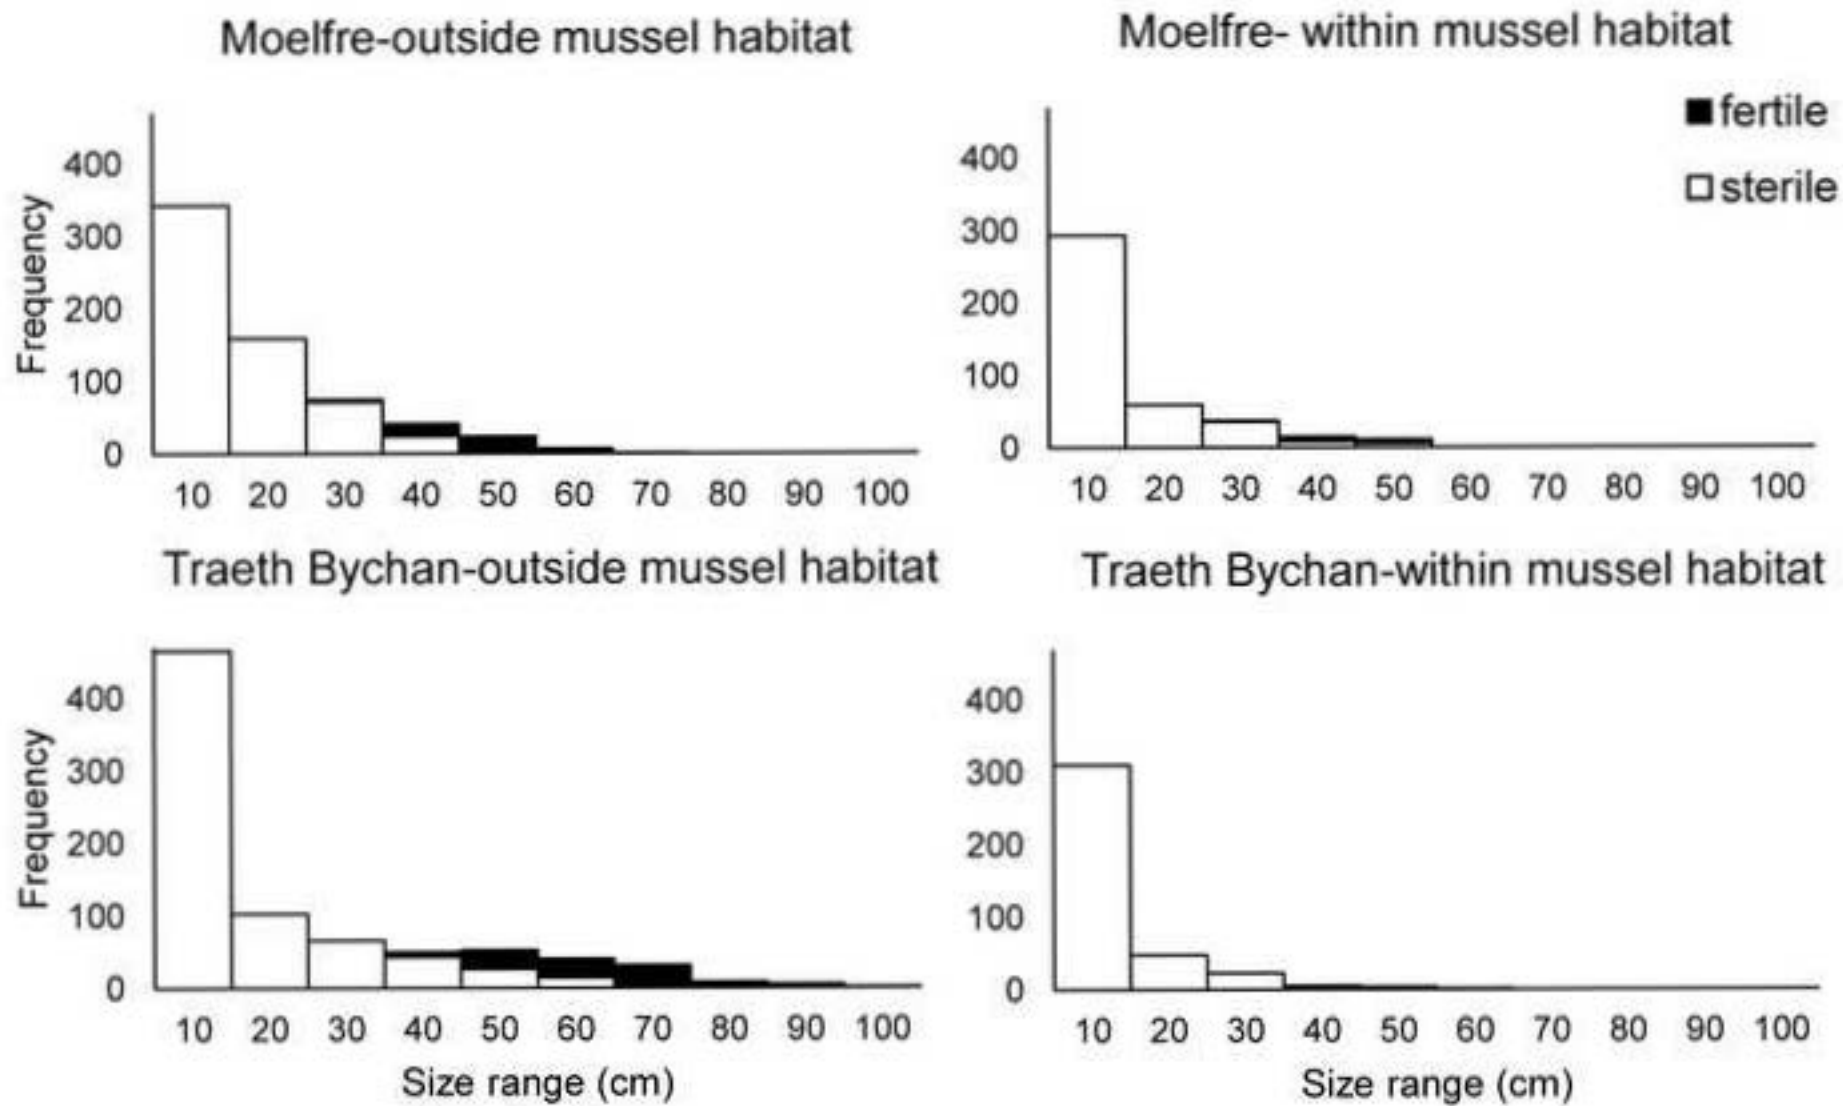 Moelfre-outside mussel habitat
Moelfre- within mussel habitat
fertile
sterile
Frequency
400
300
200
100
0
10 20 30 40 50 60 70 80 90 100
400
300
200
100
0
10 20 30 40 50 60 70 80 90 100
Traeth Bychan-outside mussel habitat
Traeth Bychan-within mussel habitat
Frequency
400
300
200
100
0
10 20 30 40 50 60 70 80 90 100
Size range (cm)
400
300
200
100
0
10 20 30 40 50 60 70 80 90 100
Size range (cm)